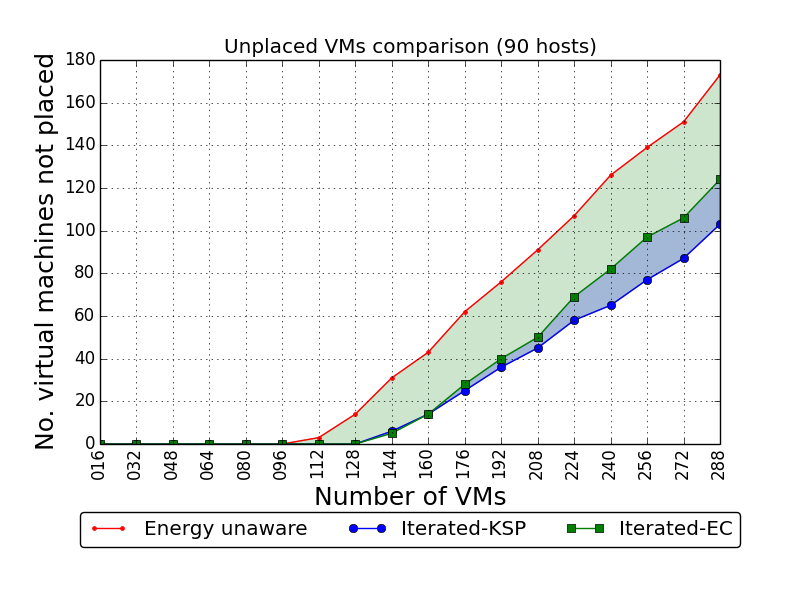 Unplaced VMs comparison (90 hosts)
No. virtual machines not placed
180
160
140
120
100
80
60
40
20
0
016 032 048 064 080 096 112 128 144 160 176 192 208 224 240 256 272 288
Number of VMs
Energy unaware Iterated-KSP Iterated-EC